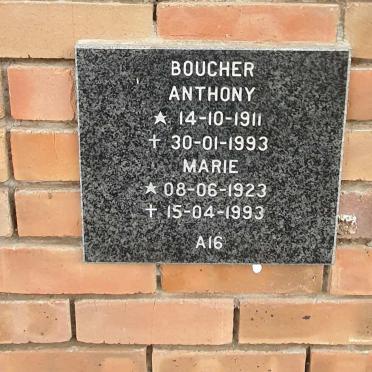 BOUCHER
ANTHONY
★ 14-10-1911
✝ 30-01-1993
MARIE
★ 08-06-1923
✝ 15-04-1993
A16